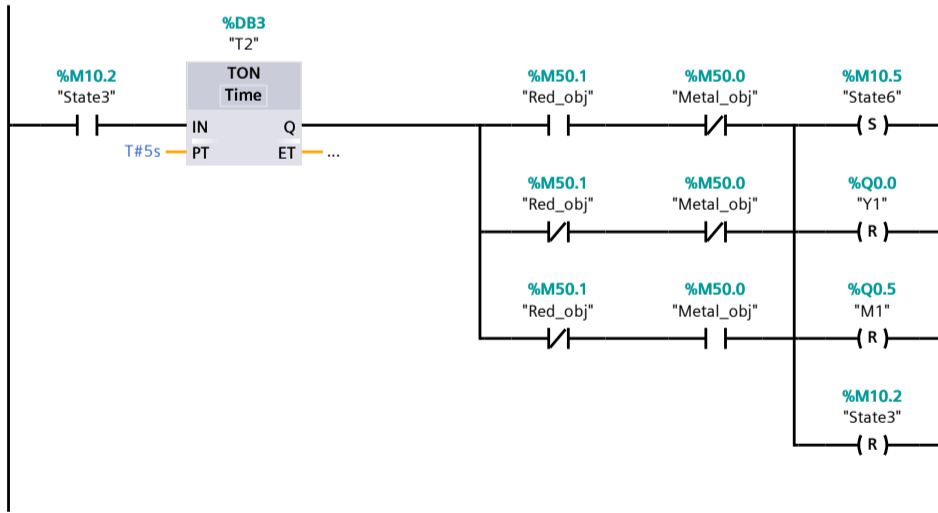 %DB3
"T2"
%M10.2
"State3"
TON
Time
IN
Q
T#5s
PT
ET
...
%M50.1
"Red_obj"
%M50.0
"Metal_obj"
%M10.5
"State6"
S
%M50.1
"Red_obj"
%M50.0
"Metal_obj"
%Q0.0
"Y1"
R
%M50.1
"Red_obj"
%M50.0
"Metal_obj"
%Q0.5
"M1"
R
%M10.2
"State3"
R